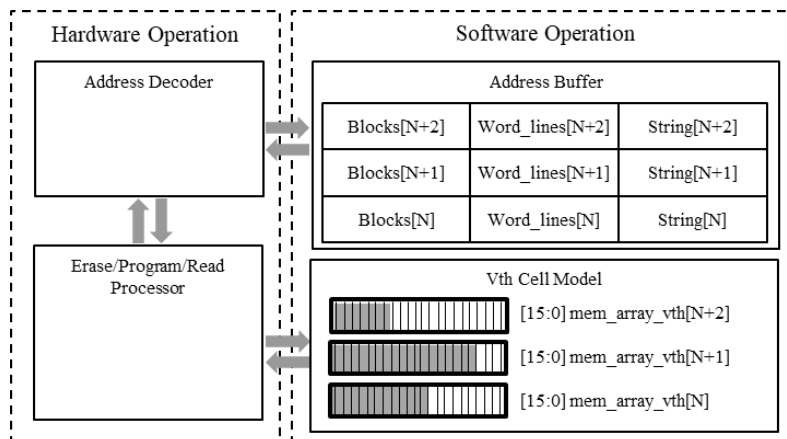 Hardware Operation
Software Operation
Address Decoder
Address Buffer
Blocks[N+2] Word_lines[N+2] String[N+2]
Blocks[N+1] Word_lines[N+1] String[N+1]
Blocks[N] Word_lines[N] String[N]
Erase/Program/Read
Processor
Vth Cell Model
[15:0] mem_array_vth[N+2]
[15:0] mem_array_vth[N+1]
[15:0] mem_array_vth[N]